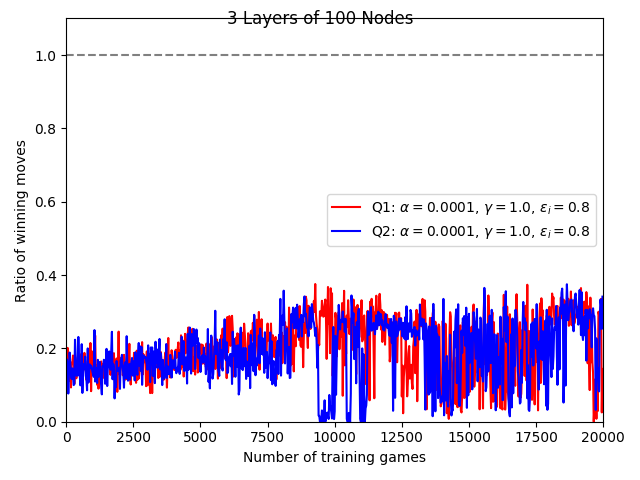 3 Layers of 100 Nodes
1.0
0.8
0.6
0.4
0.2
0.0
Ratio of winning moves
Q1: α = 0.0001, γ = 1.0, εᵢ = 0.8
Q2: α = 0.0001, γ = 1.0, εᵢ = 0.8
0 2500 5000 7500 10000 12500 15000 17500 20000
Number of training games